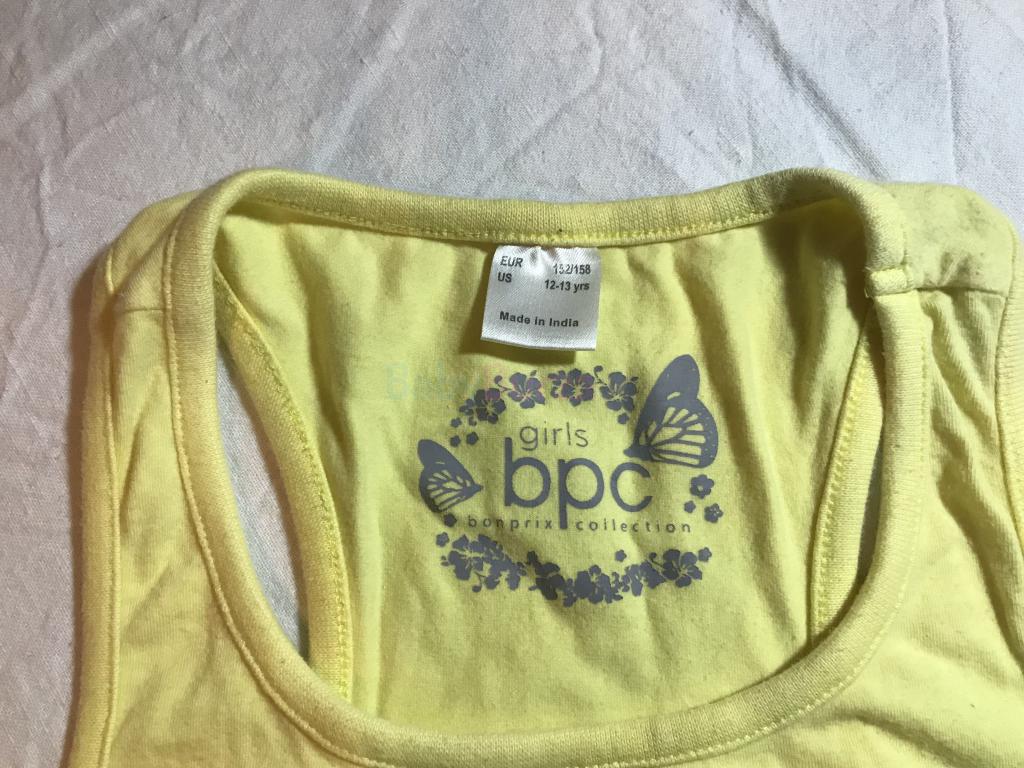 EUR 152/158
US 12-13 yrs
Made in India
girls
bpc
bonprix collection